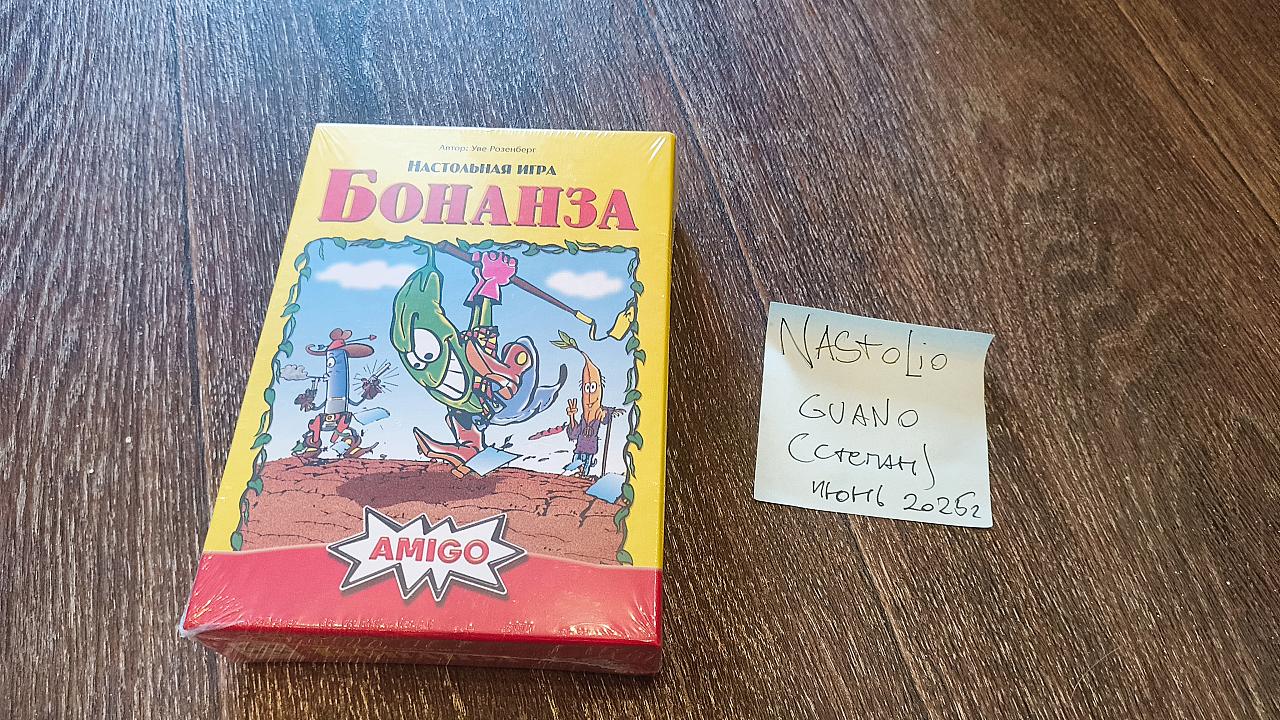 Автор: Уве Розенберг
Настольная игра
Бонанза
AMIGO
NAStoLio
GUANO
(Степан)
июнь 2025г